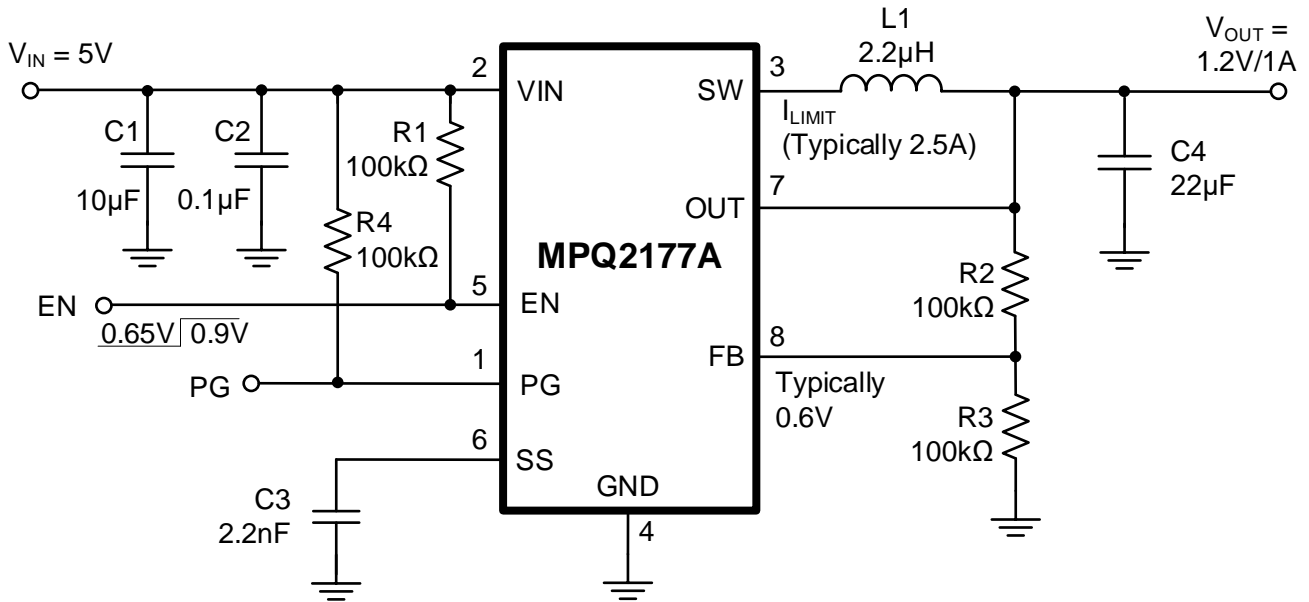 L1
2.2µH
V_OUT =
1.2V/1A
V_IN = 5V
2
VIN
SW
3
I_LIMIT
(Typically 2.5A)
C1
10µF
C2
0.1µF
R1
100kΩ
R4
100kΩ
C4
22µF
7
OUT
MPQ2177A
R2
100kΩ
EN
0.65V 0.9V
5
EN
8
FB
Typically
0.6V
PG
1
PG
R3
100kΩ
6
SS
C3
2.2nF
GND
4